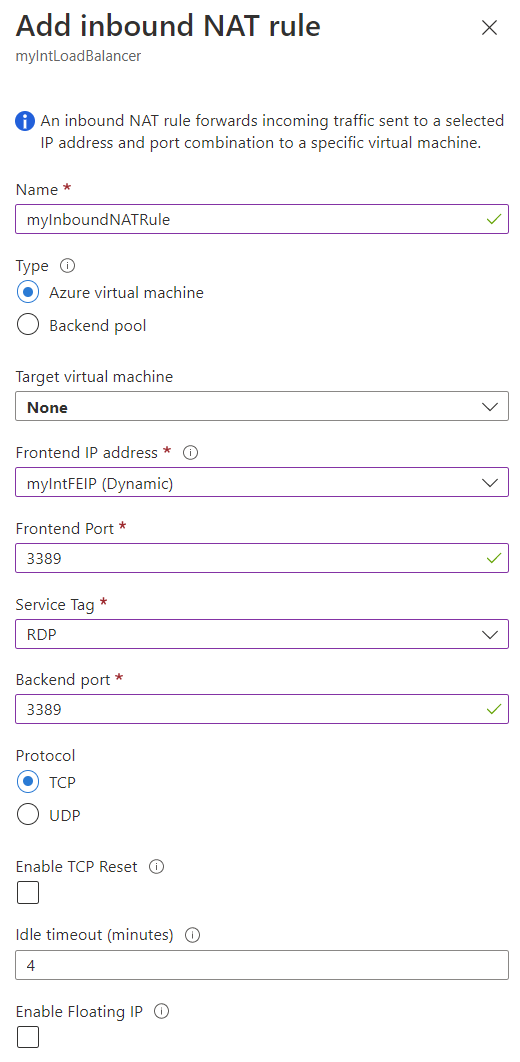 Add inbound NAT rule
myIntLoadBalancer
An inbound NAT rule forwards incoming traffic sent to a selected
IP address and port combination to a specific virtual machine.
Name *
myInboundNATRule
Type
Azure virtual machine
Backend pool
Target virtual machine
None
Frontend IP address *
myIntFEIP (Dynamic)
Frontend Port *
3389
Service Tag *
RDP
Backend port *
3389
Protocol
TCP
UDP
Enable TCP Reset
Idle timeout (minutes)
4
Enable Floating IP